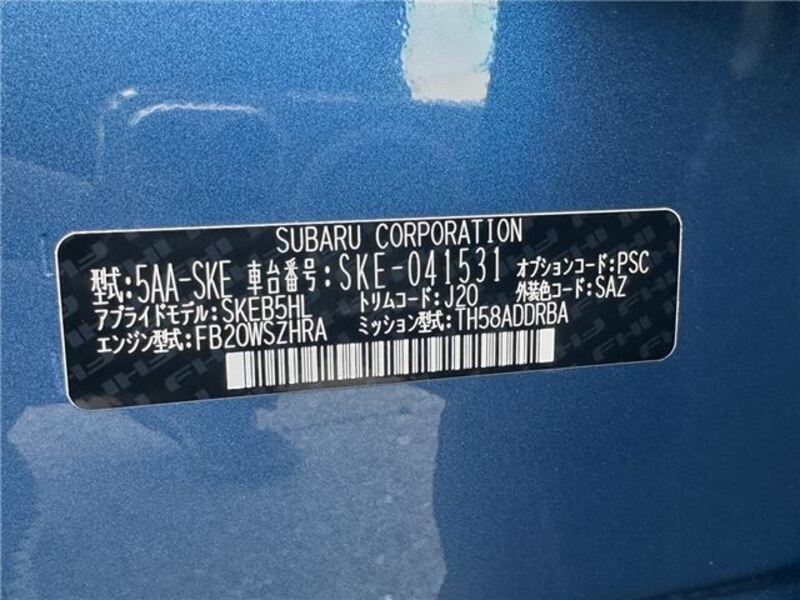 SUBARU CORPORATION
型式:5AA-SKE 車台番号:SKE-041531 オプションコード:PSC
アプライドモデル:SKEB5HL トリムコード:J20 外装色コード:SAZ
エンジン型式:FB20WSZHRA ミッション型式:TH58ADDRBA